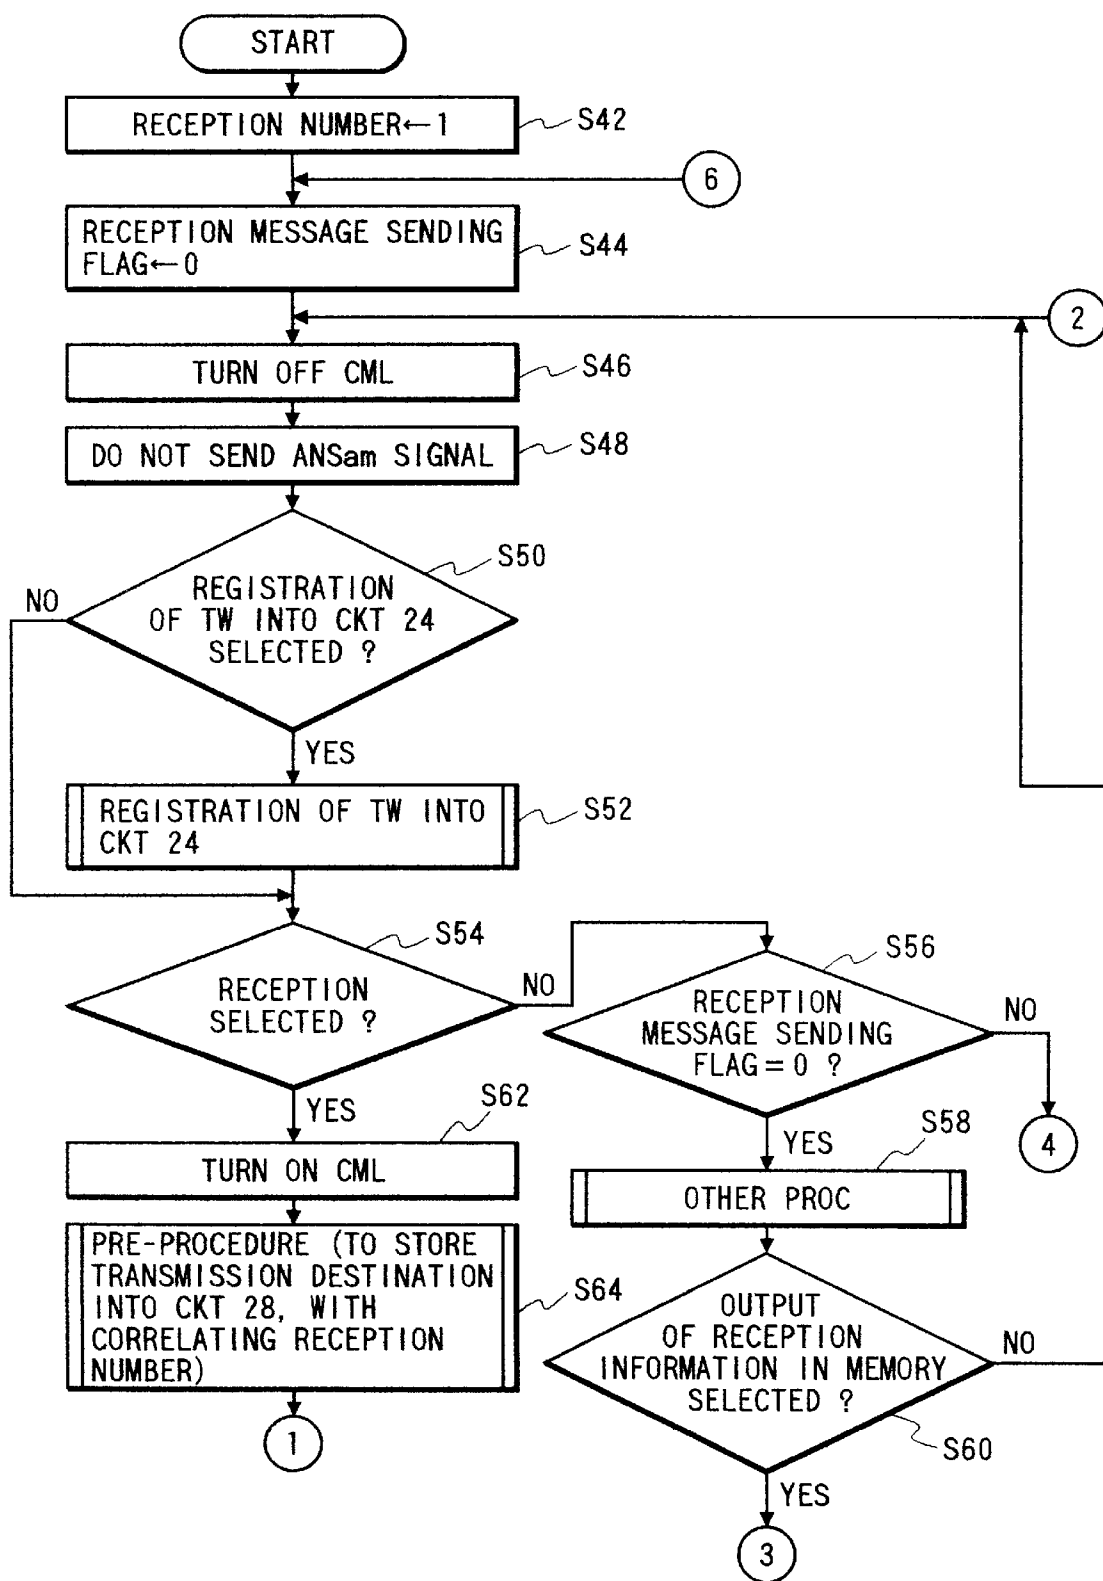 START
RECEPTION NUMBER←1
S42
6
RECEPTION MESSAGE SENDING
FLAG←0
S44
2
TURN OFF CML
S46
DO NOT SEND ANSam SIGNAL
S48
S50
NO
REGISTRATION
OF TW INTO CKT 24
SELECTED ?
YES
REGISTRATION OF TW INTO
CKT 24
S52
S54
RECEPTION
SELECTED ?
NO
S56
RECEPTION
MESSAGE SENDING
FLAG=0 ?
NO
4
YES
S62
TURN ON CML
YES
S58
OTHER PROC
PRE-PROCEDURE (TO STORE
TRANSMISSION DESTINATION
INTO CKT 28, WITH
CORRELATING RECEPTION
NUMBER)
S64
1
OUTPUT
OF RECEPTION
INFORMATION IN MEMORY
SELECTED ?
NO
S60
YES
3